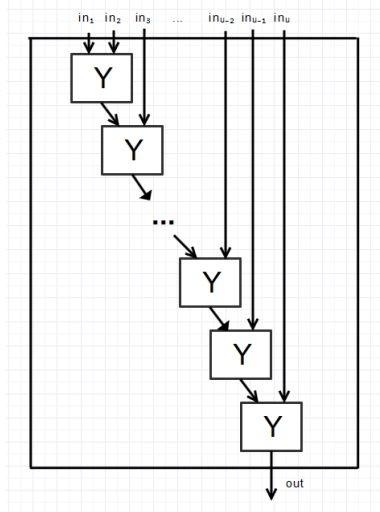 in₁ in₂ in₃ ... inᵤ₋₂ inᵤ₋₁ inᵤ
Y
Y
...
Y
Y
Y
out